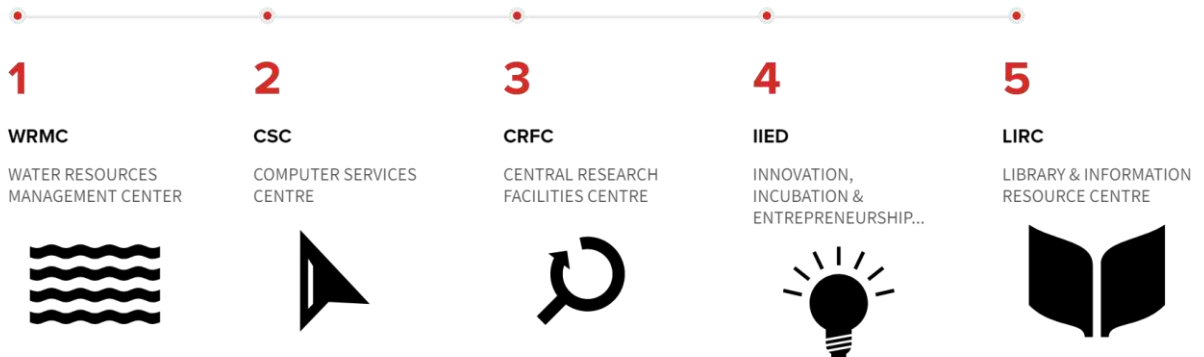 1
WRMC
WATER RESOURCES
MANAGEMENT CENTER
2
CSC
COMPUTER SERVICES
CENTRE
3
CRFC
CENTRAL RESEARCH
FACILITIES CENTRE
4
IIED
INNOVATION,
INCUBATION &
ENTREPRENEURSHIP...
5
LIRC
LIBRARY & INFORMATION
RESOURCE CENTRE